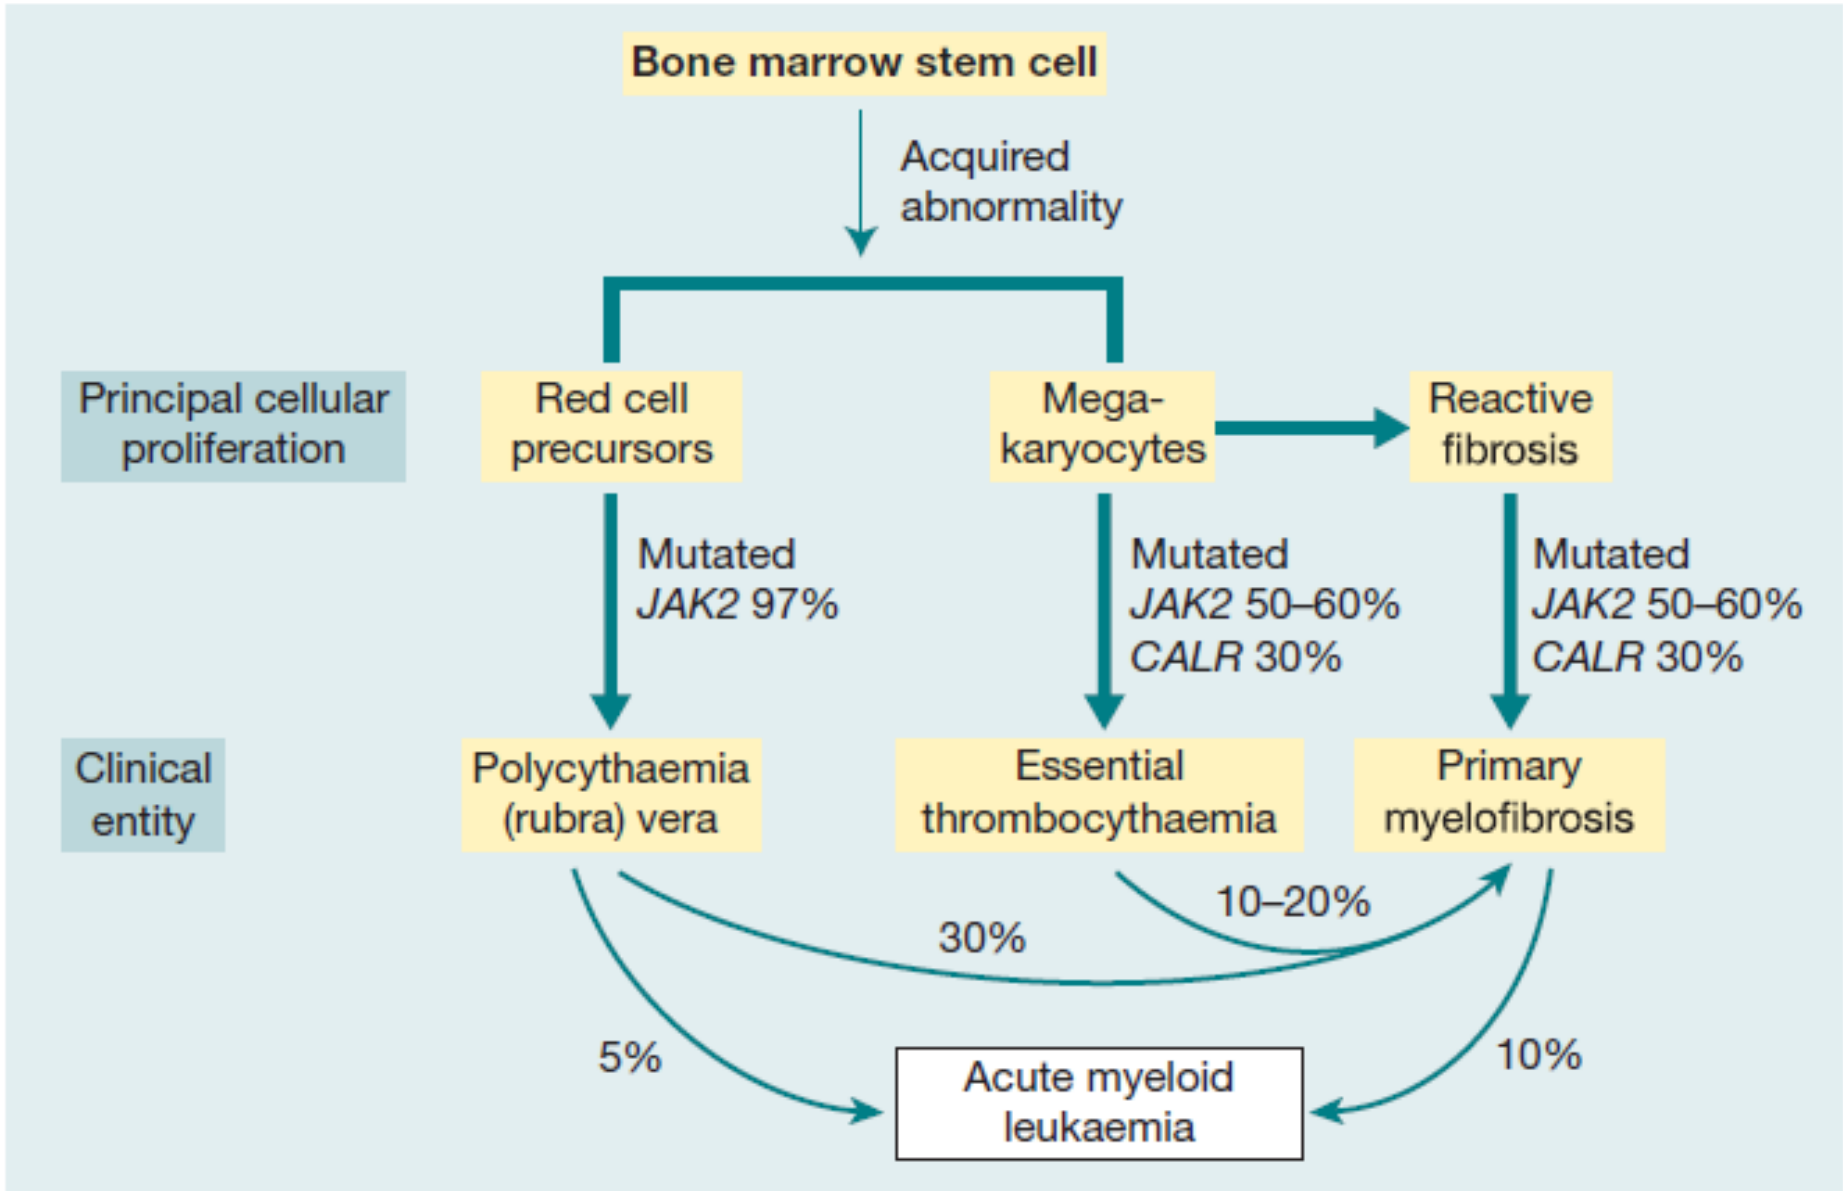 Bone marrow stem cell
Acquired
abnormality
Principal cellular
proliferation
Red cell
precursors
Mega-
karyocytes
Reactive
fibrosis
Mutated
JAK2 97%
Mutated
JAK2 50–60%
CALR 30%
Mutated
JAK2 50–60%
CALR 30%
Clinical
entity
Polycythaemia
(rubra) vera
Essential
thrombocythaemia
Primary
myelofibrosis
10–20%
30%
5%
10%
Acute myeloid
leukaemia